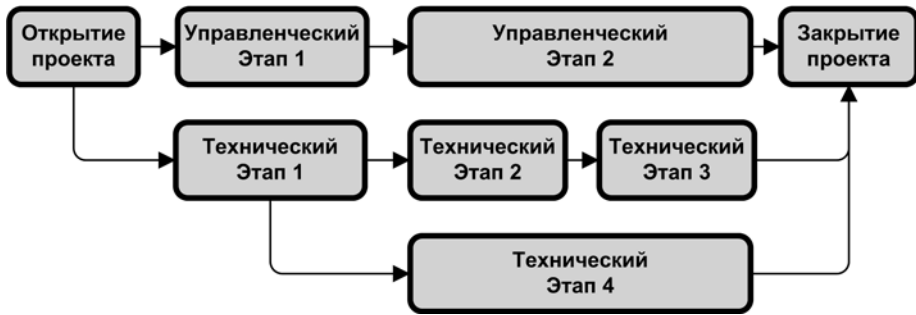 Открытие
проекта
Управленческий
Этап 1
Управленческий
Этап 2
Закрытие
проекта
Технический
Этап 1
Технический
Этап 2
Технический
Этап 3
Технический
Этап 4